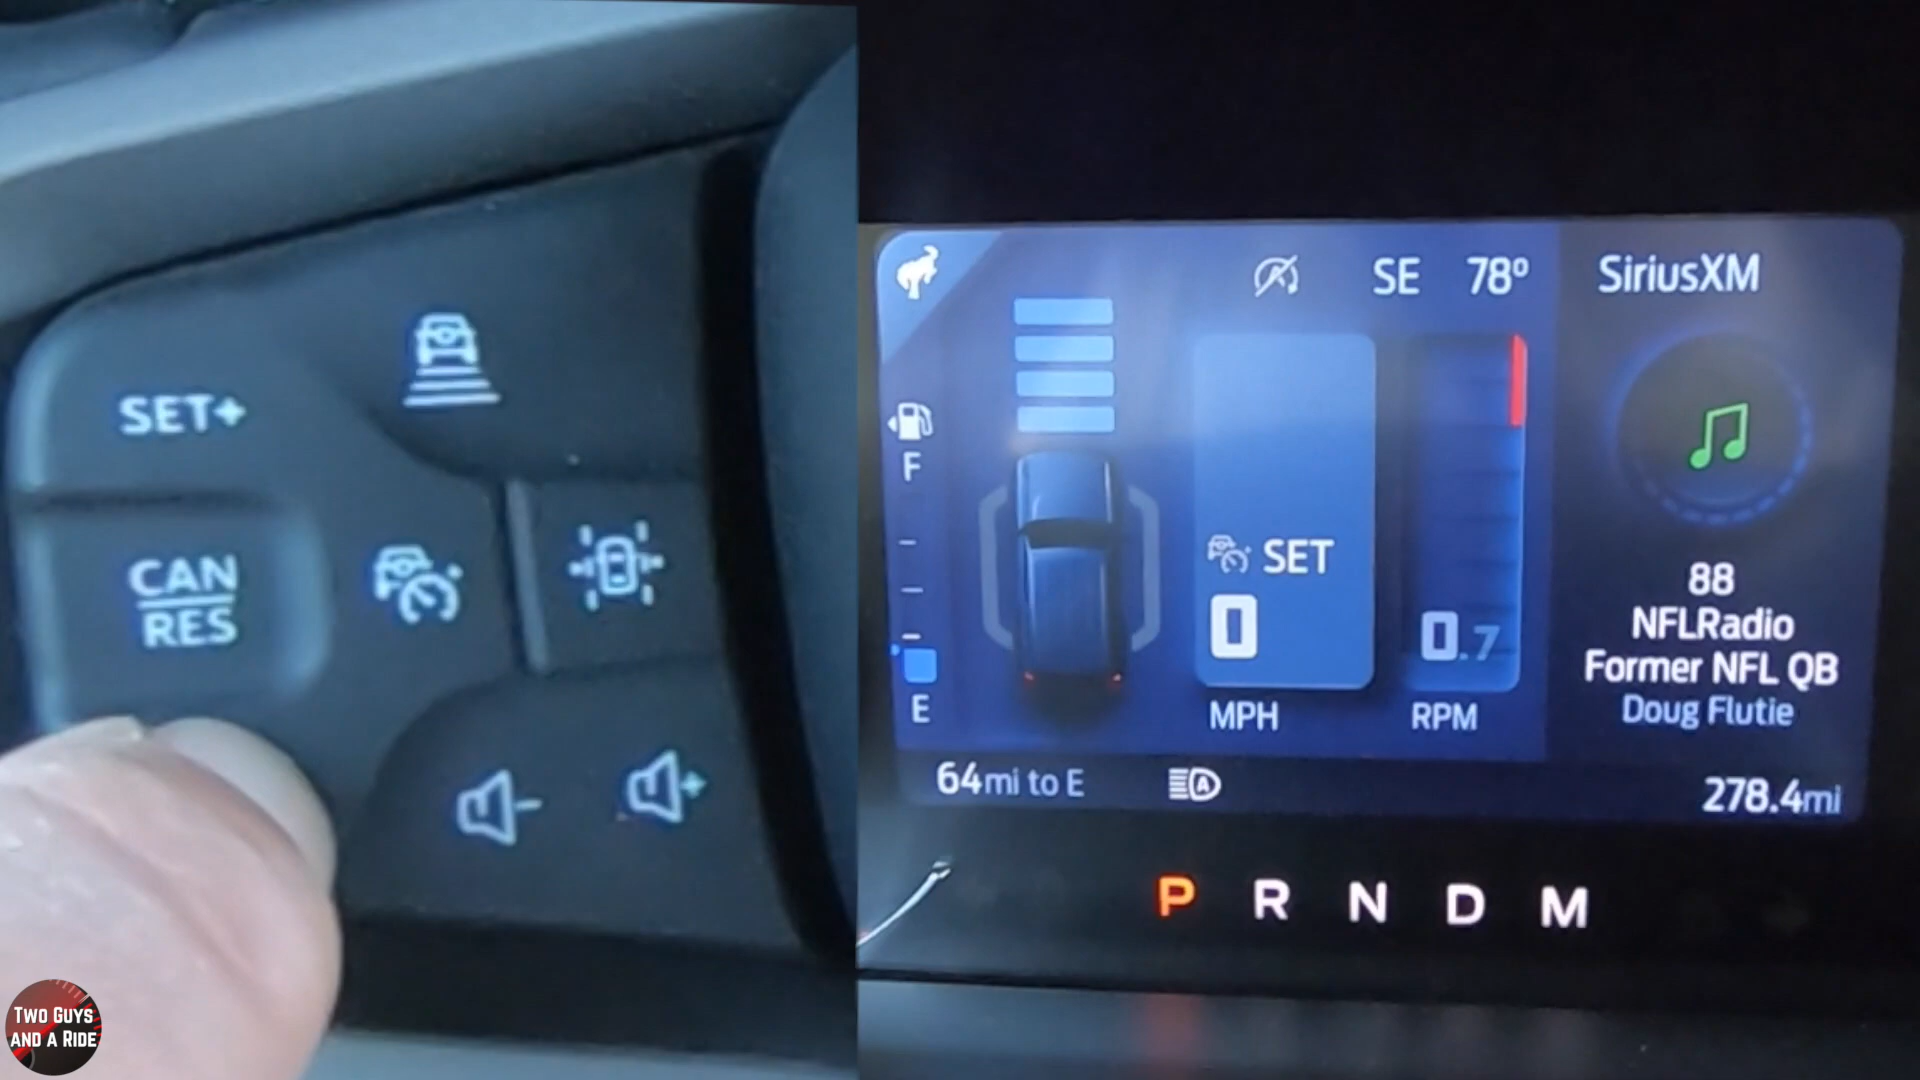 SET+
CAN
RES
TWO GUYS
AND A RIDE
SE 78º
SiriusXM
F
E
SET
0
0.7
MPH
RPM
88
NFLRadio
Former NFL QB
Doug Flutie
64mi to E
A
278.4mi
P R N D M